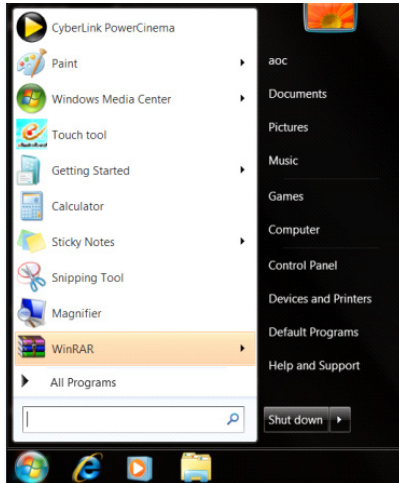 CyberLink PowerCinema
Paint
Windows Media Center
Touch tool
Getting Started
Calculator
Sticky Notes
Snipping Tool
Magnifier
WinRAR
All Programs
aoc
Documents
Pictures
Music
Games
Computer
Control Panel
Devices and Printers
Default Programs
Help and Support
Shut down